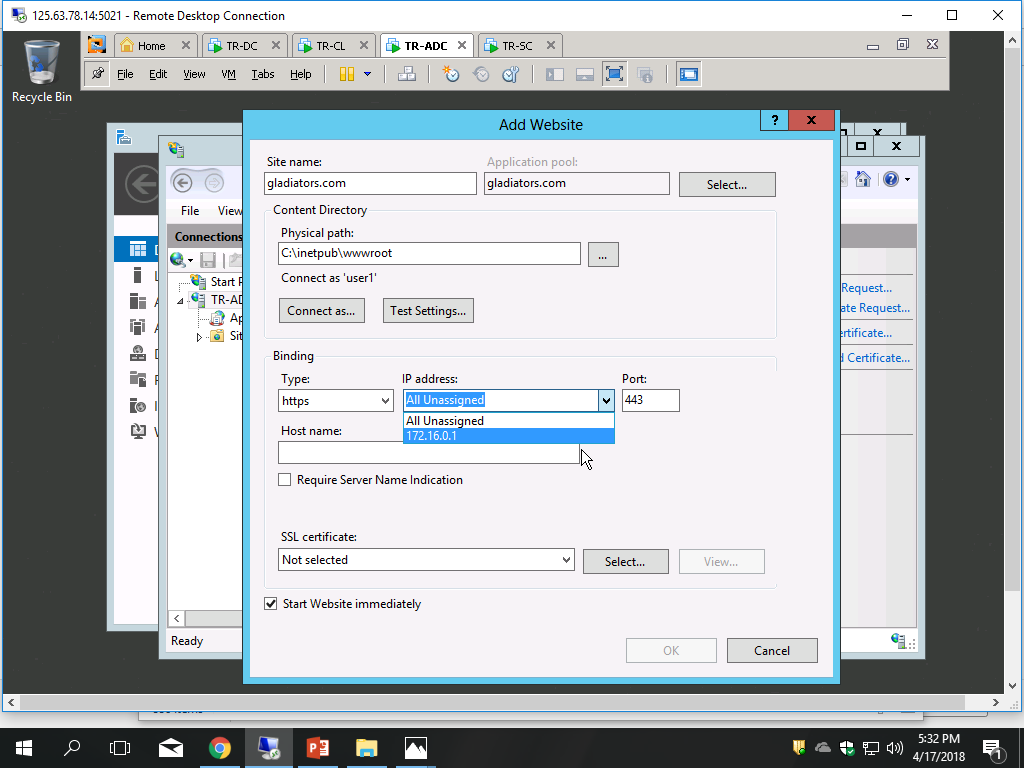 125.63.78.14:5021 - Remote Desktop Connection
Home TR-DC TR-CL TR-ADC TR-SC
File Edit View VM Tabs Help
Recycle Bin
Add Website
?
Site name:
Application pool:
gladiators.com
gladiators.com
Select...
File View
Content Directory
Connections
Physical path:
C:\inetpub\wwwroot
...
Connect as 'user1'
Start P
TR-AD
Ap
Sit
Request...
ate Request...
ertificate...
d Certificate...
Connect as...
Test Settings...
Binding
Type:
IP address:
Port:
https
All Unassigned
443
All Unassigned
172.16.0.1
Host name:
Require Server Name Indication
SSL certificate:
Not selected
Select...
View...
Start Website immediately
Ready
OK
Cancel
5:32 PM
4/17/2018
1